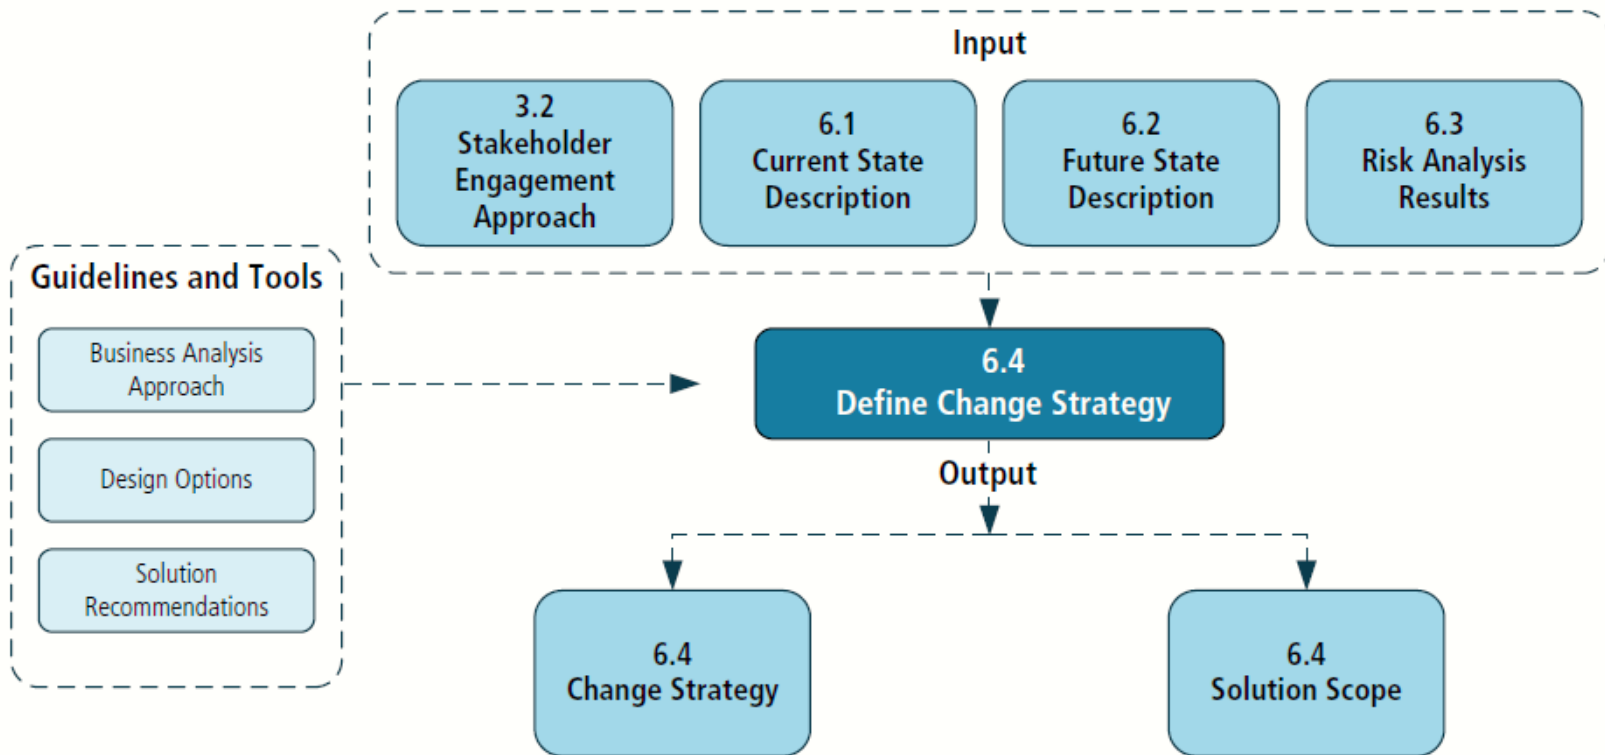 Input
3.2
Stakeholder
Engagement
Approach
6.1
Current State
Description
6.2
Future State
Description
6.3
Risk Analysis
Results
Guidelines and Tools
Business Analysis
Approach
Design Options
Solution
Recommendations
6.4
Define Change Strategy
Output
6.4
Change Strategy
6.4
Solution Scope